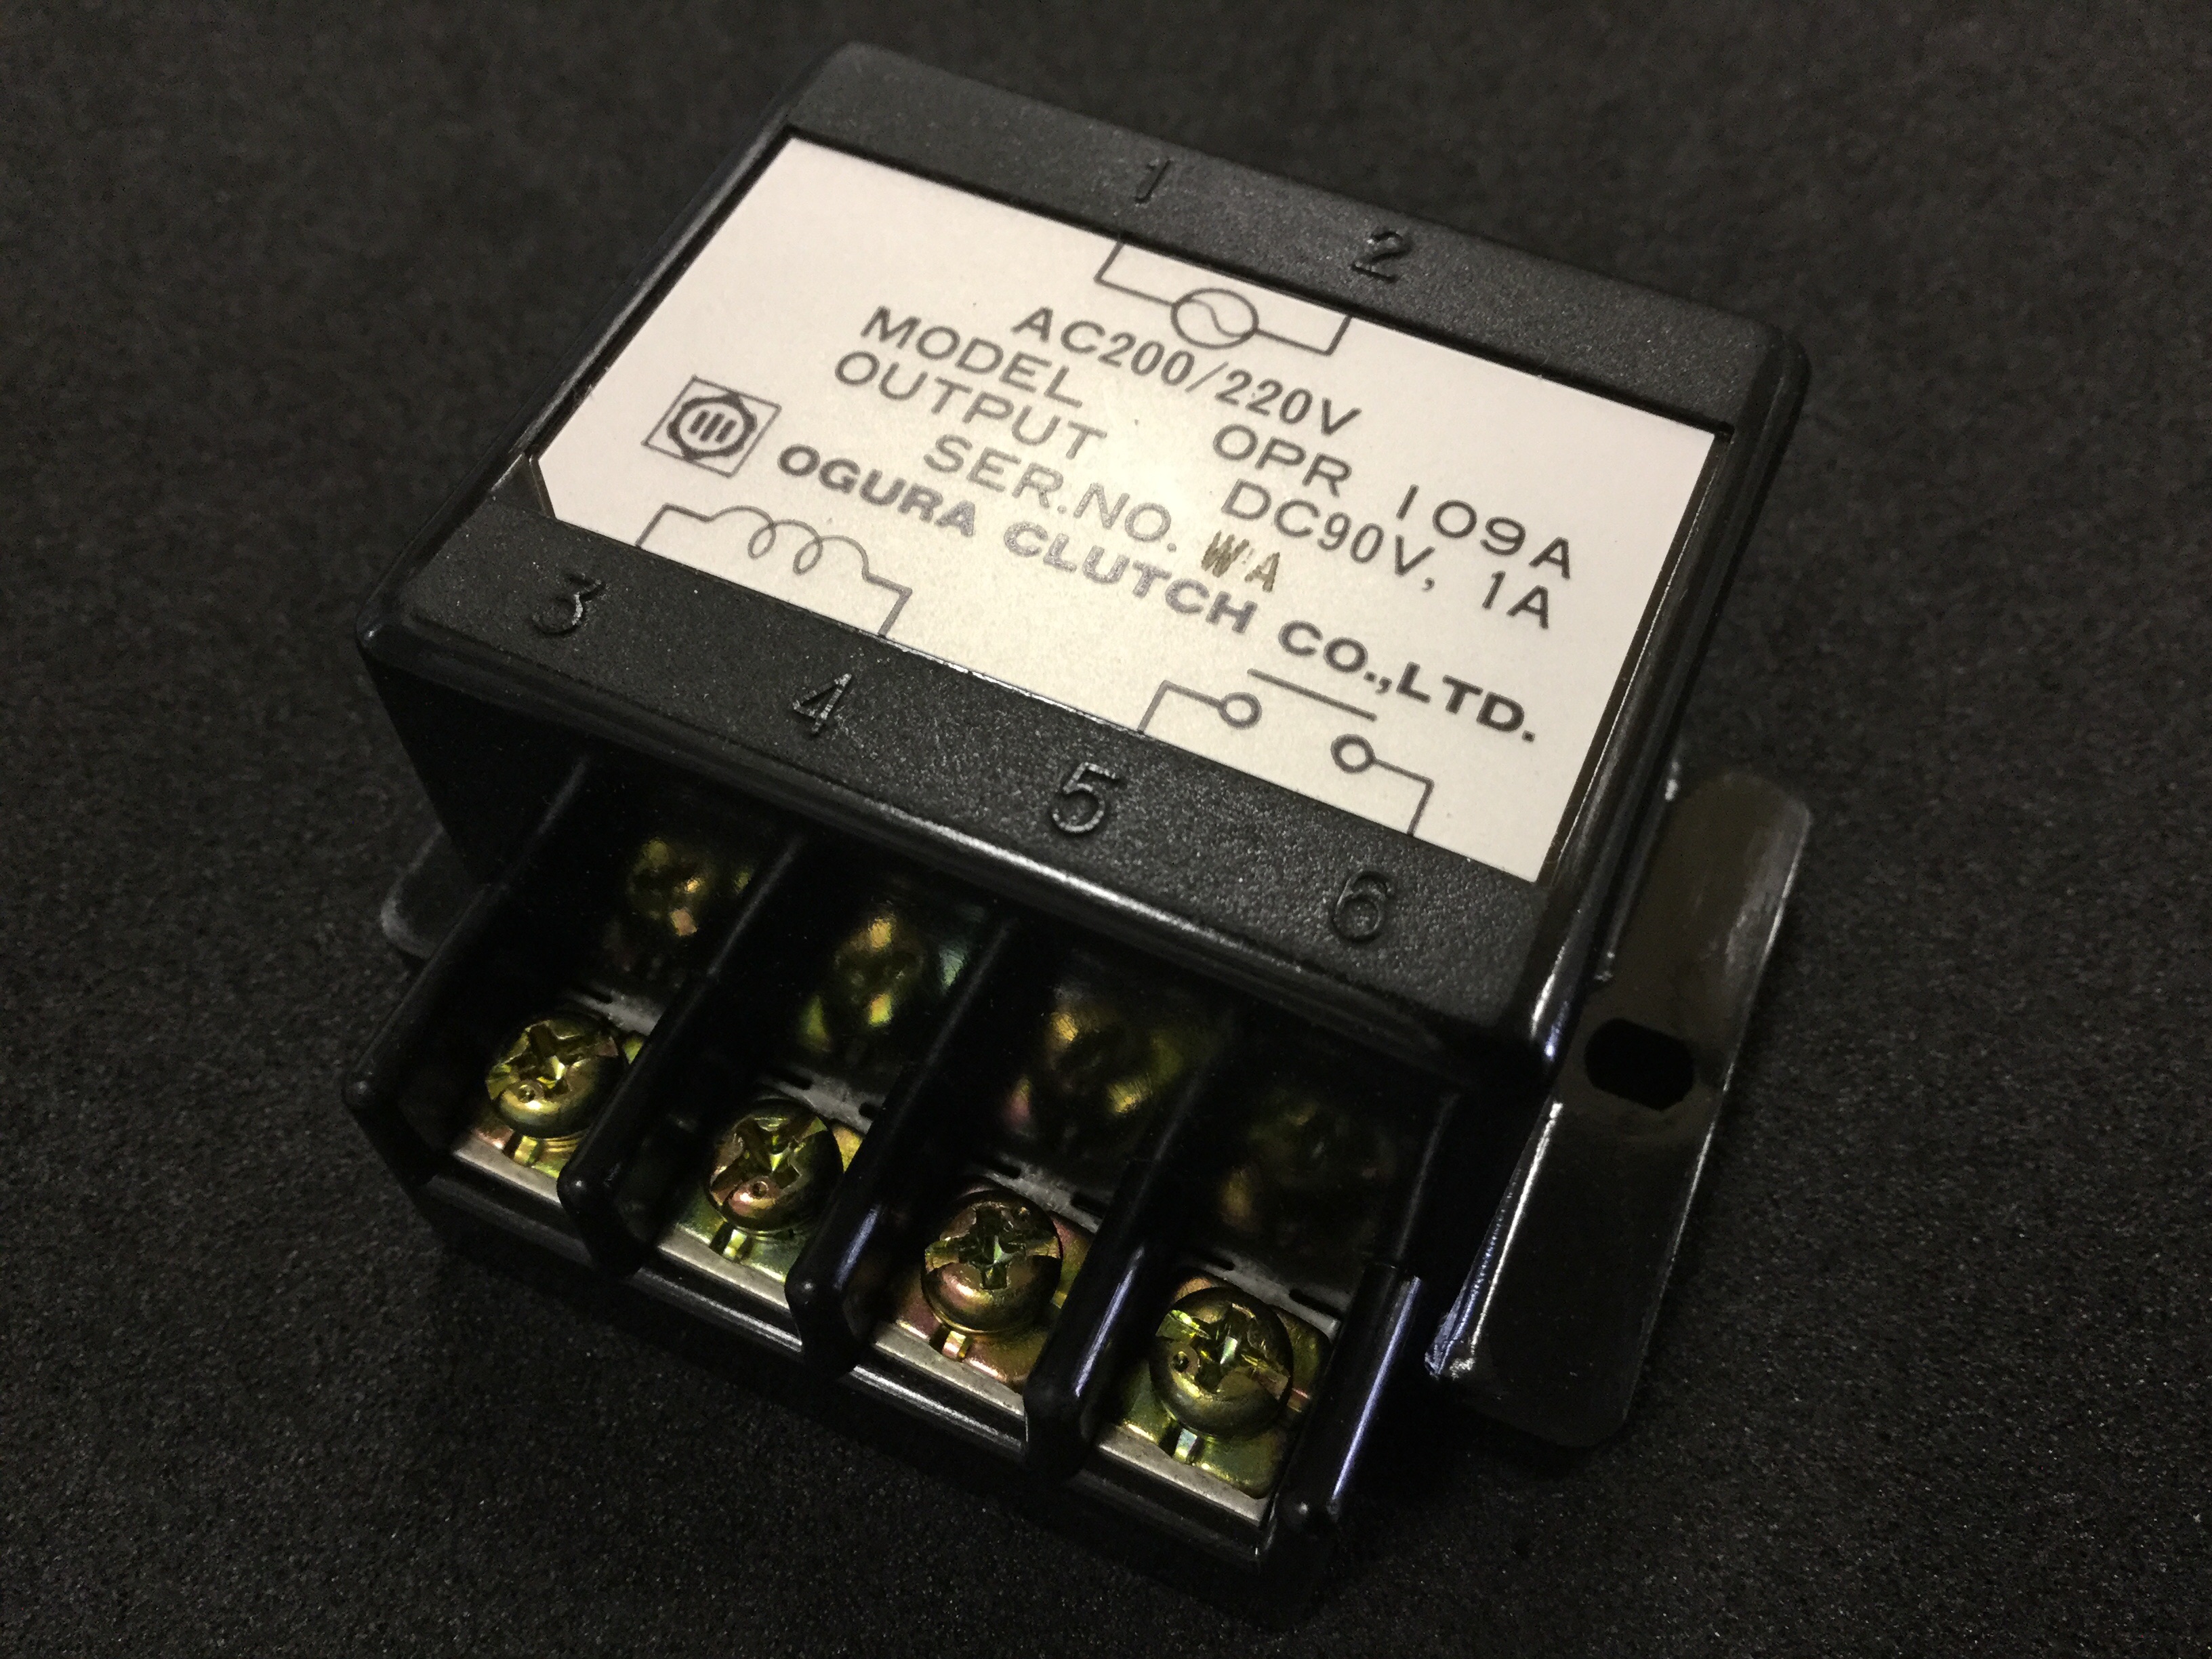 1 2
AC200/220V
MODEL OPR 109A
OUTPUT DC90V, 1A
SER.NO. WA
OGURA CLUTCH CO.,LTD.
3 4 5 6